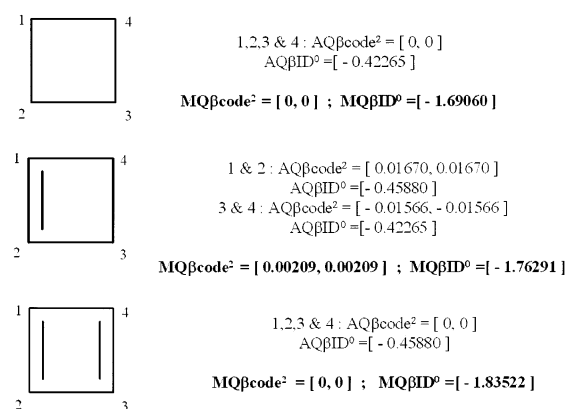 1 4
1,2,3 & 4 : AQβcode² = [ 0, 0 ]
AQβID⁰ =[ - 0.42265 ]
MQβcode² = [ 0, 0 ] ; MQβID⁰ =[ - 1.69060 ]
2 3
1 4
1 & 2 : AQβcode² = [ 0.01670, 0.01670 ]
AQβID⁰ =[- 0.45880 ]
3 & 4 : AQβcode² = [ - 0.01566, - 0.01566 ]
AQβID⁰ =[- 0.42265 ]
2 3
MQβcode² = [ 0.00209, 0.00209 ] ; MQβID⁰ =[ - 1.76291 ]
1 4
1,2,3 & 4 : AQβcode² = [ 0, 0 ]
AQβID⁰ =[ - 0.45880 ]
MQβcode² = [ 0, 0 ] ; MQβID⁰ =[ - 1.83522 ]
2 3